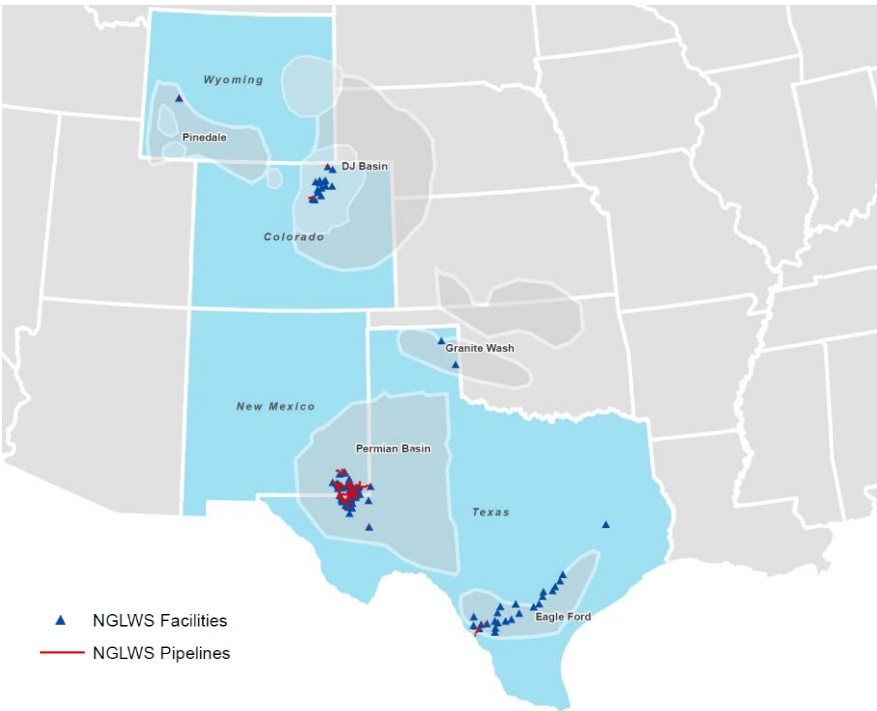 Wyoming
Pinedale
DJ Basin
Colorado
Granite Wash
New Mexico
Permian Basin
Texas
Eagle Ford
NGLWS Facilities
NGLWS Pipelines